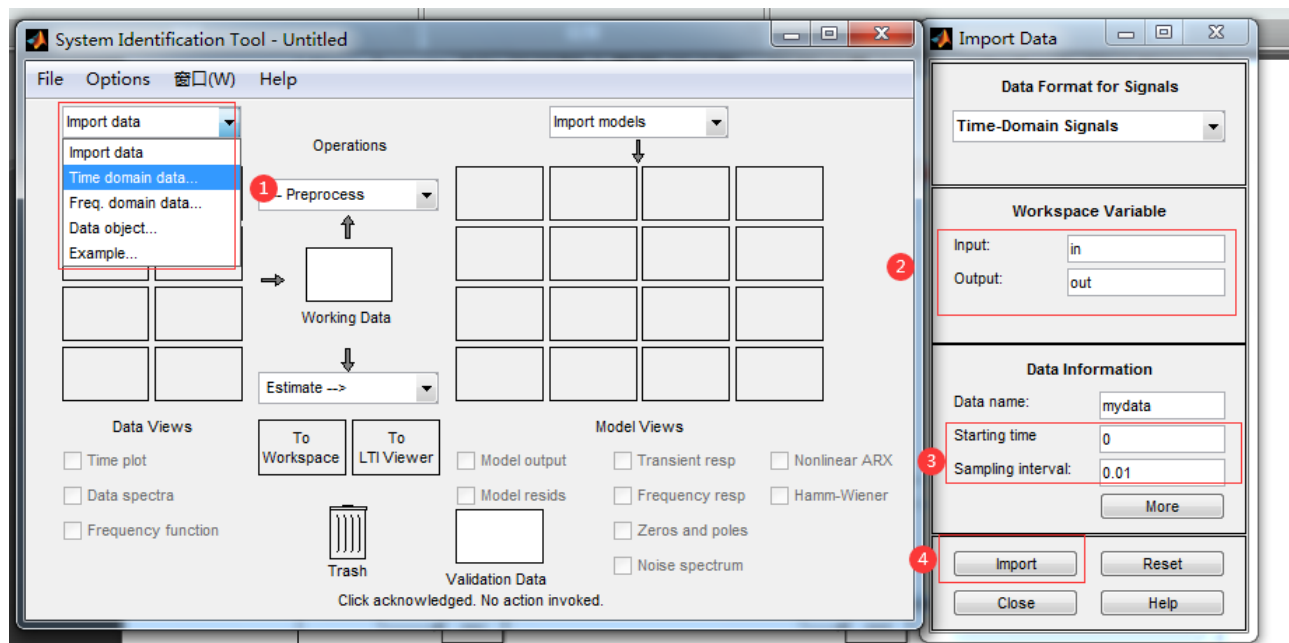 System Identification Tool - Untitled
File Options 窗口(W) Help
Import data
Import data
Time domain data...
Freq. domain data...
Data object...
Example...
1
Operations
Preprocess
Import models
Working Data
Estimate -->
Data Views
Time plot
Data spectra
Frequency function
To Workspace
To LTI Viewer
Trash
Model Views
Model output
Transient resp
Nonlinear ARX
Model resids
Frequency resp
Hamm-Wiener
Zeros and poles
Noise spectrum
Validation Data
Click acknowledged. No action invoked.
Import Data
Data Format for Signals
Time-Domain Signals
Workspace Variable
2
Input: in
Output: out
Data Information
Data name: mydata
3
Starting time 0
Sampling interval: 0.01
More
4
Import
Reset
Close
Help